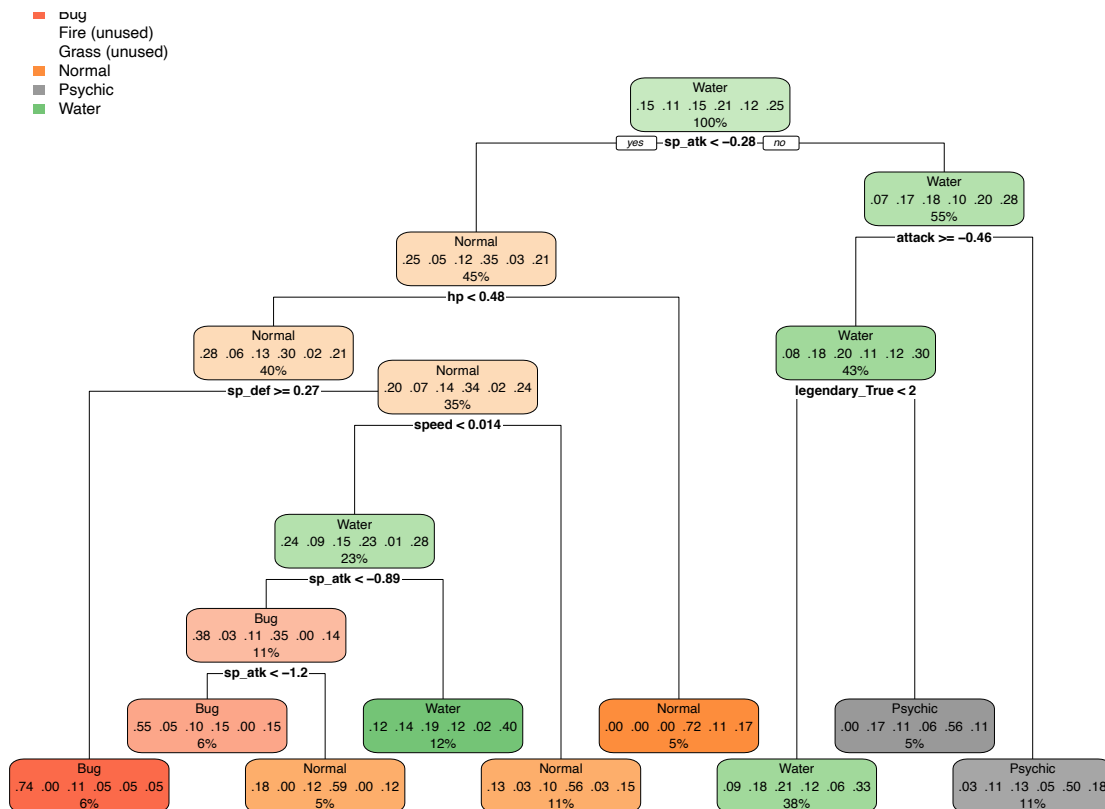 Bug
Fire (unused)
Grass (unused)
Normal
Psychic
Water
Water
.15 .11 .15 .21 .12 .25
100%
yes sp_atk < −0.28 no
Water
.07 .17 .18 .10 .20 .28
55%
attack >= −0.46
Normal
.25 .05 .12 .35 .03 .21
45%
hp < 0.48
Normal
.28 .06 .13 .30 .02 .21
40%
sp_def >= 0.27
Water
.08 .18 .20 .11 .12 .30
43%
legendary_True < 2
Normal
.20 .07 .14 .34 .02 .24
35%
speed < 0.014
Water
.24 .09 .15 .23 .01 .28
23%
sp_atk < −0.89
Bug
.38 .03 .11 .35 .00 .14
11%
sp_atk < −1.2
Bug
.55 .05 .10 .15 .00 .15
6%
Water
.12 .14 .19 .12 .02 .40
12%
Normal
.00 .00 .00 .72 .11 .17
5%
Psychic
.00 .17 .11 .06 .56 .11
5%
Bug
.74 .00 .11 .05 .05 .05
6%
Normal
.18 .00 .12 .59 .00 .12
5%
Normal
.13 .03 .10 .56 .03 .15
11%
Water
.09 .18 .21 .12 .06 .33
38%
Psychic
.03 .11 .13 .05 .50 .18
11%